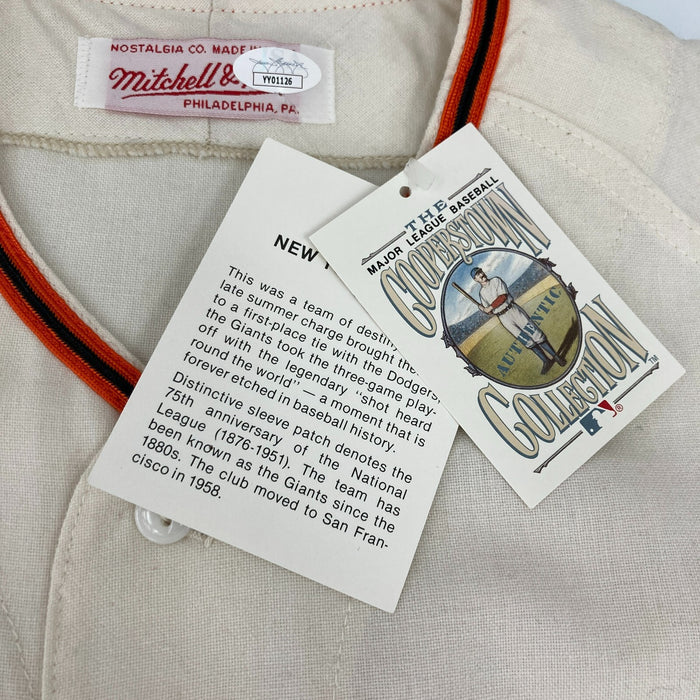 NOSTALGIA CO. MADE IN
Mitchell &
PHILADELPHIA, PA.
YY01126
NEW
This was a team of
late summer charge brought
to a first-place tie with the Dodgers,
the Giants took the three-game play-
off with the legendary "shot heard
round the world" — a moment that is
forever etched in baseball history.
Distinctive sleeve patch denotes the
75th anniversary of the National
League (1876-1951). The team has
been known as the Giants since the
1880s. The club moved to San Fran-
cisco in 1958.
THE
MAJOR LEAGUE BASEBALL
COOPERSTOWN
AUTHENTIC
COLLECTION™
®